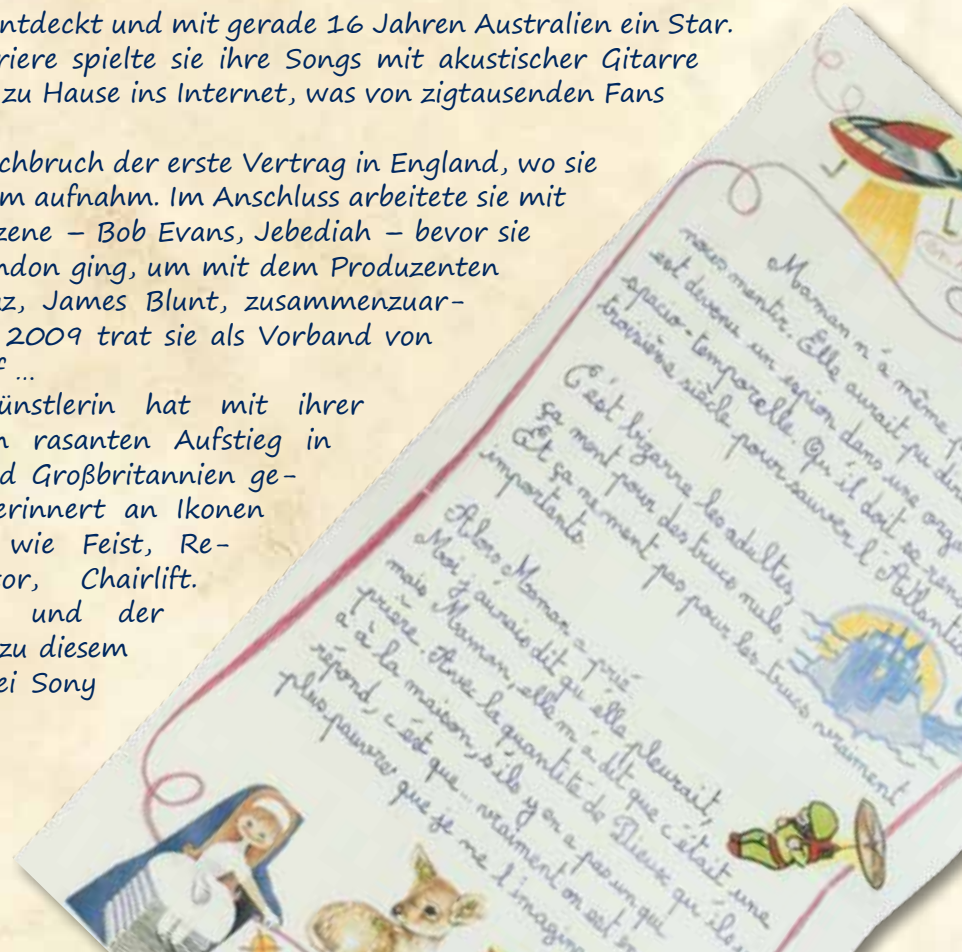 ntdeckt und mit gerade 16 Jahren Australien ein Star.
riere spielte sie ihre Songs mit akustischer Gitarre
zu Hause ins Internet, was von zigtausenden Fans
chbruch der erste Vertrag in England, wo sie
m aufnahm. Im Anschluss arbeitete sie mit
zene – Bob Evans, Jebediah – bevor sie
ndon ging, um mit dem Produzenten
z, James Blunt, zusammenzuar-
2009 trat sie als Vorband von
f ...
ünstlerin hat mit ihrer
n rasanten Aufstieg in
d Großbritannien ge-
erinnert an Ikonen
wie Feist, Re-
tor, Chairlift.
und der
zu diesem
ei Sony
Maman n'a même p
nous mentir. Elle aurait pu dire
est devenu un espion dans une orga
spacio-temporelle. Qu'il doit se ren
troisième siècle pour sauver l'Atlanti
C'est bizarre les adultes,
ça ment pour des trucs nuls.
Et ça ne ment pas pour les trucs vraiment
importants.
Alors Maman a prié.
Moi j'aurais dit qu'elle pleurait,
mais Maman, elle m'a dit que c'était une
prière. Avec la quantité de Dieux qu'ils
a à la maison, s'ils y en a pas un que
répond, c'est que... vraiment on est
plus pauvres que je ne l'imagin